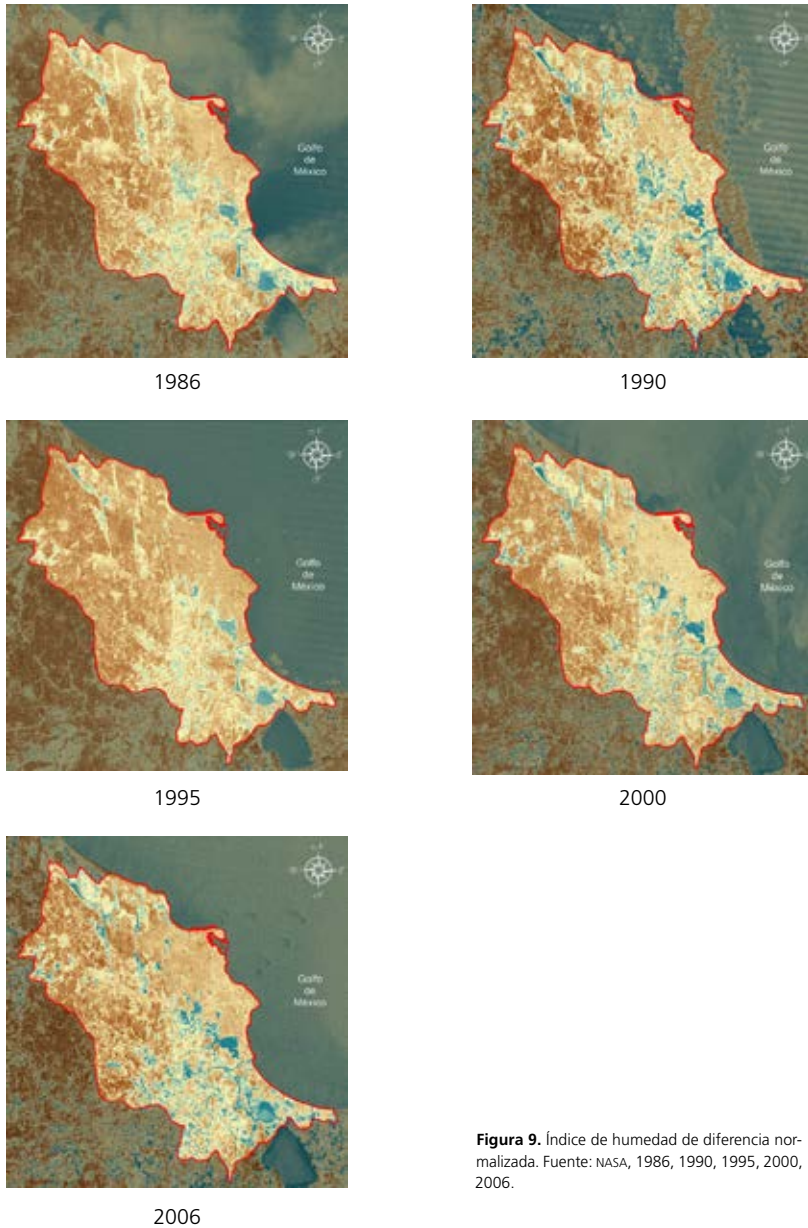 Golfo
de
México
1986
Golfo
de
México
1990
Golfo
de
México
1995
Golfo
de
México
2000
Golfo
de
México
2006
Figura 9. Índice de humedad de diferencia nor-
malizada. Fuente: NASA, 1986, 1990, 1995, 2000,
2006.